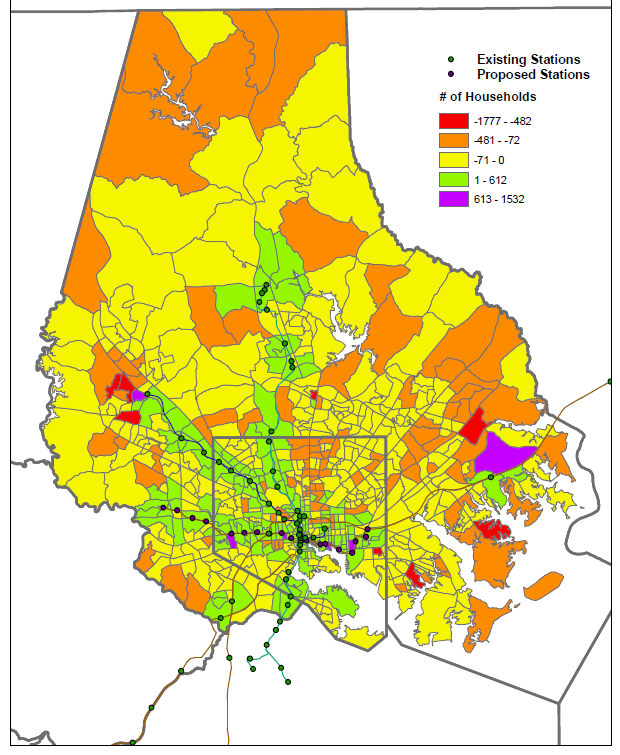 Existing Stations
Proposed Stations
# of Households
-1777 - -482
-481 - -72
-71 - 0
1 - 612
613 - 1532